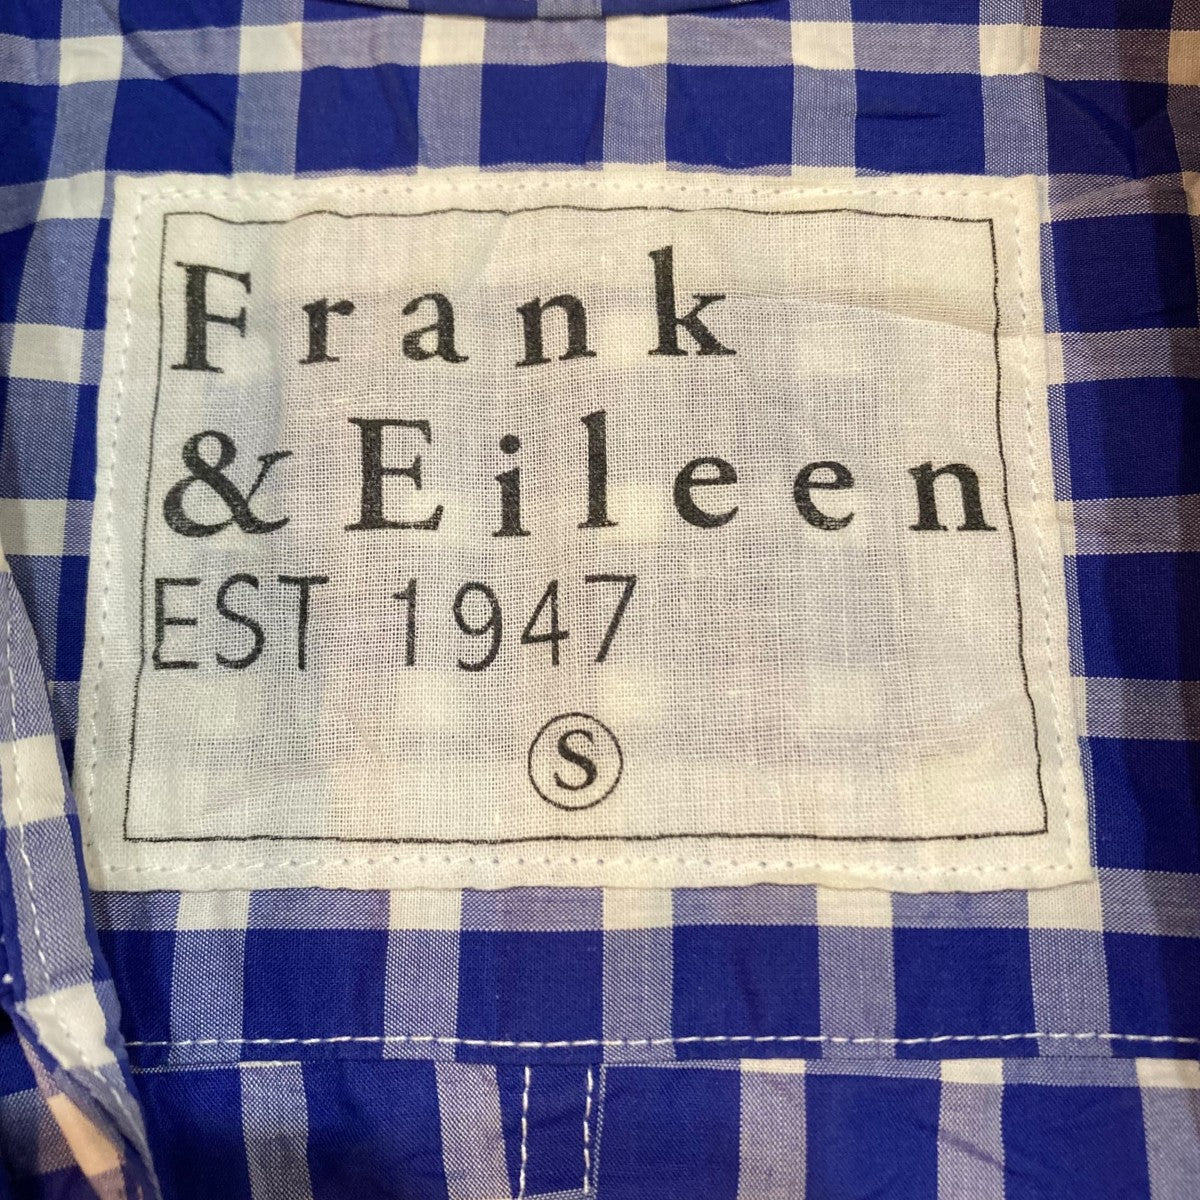 Frank
& Eileen
EST 1947
S